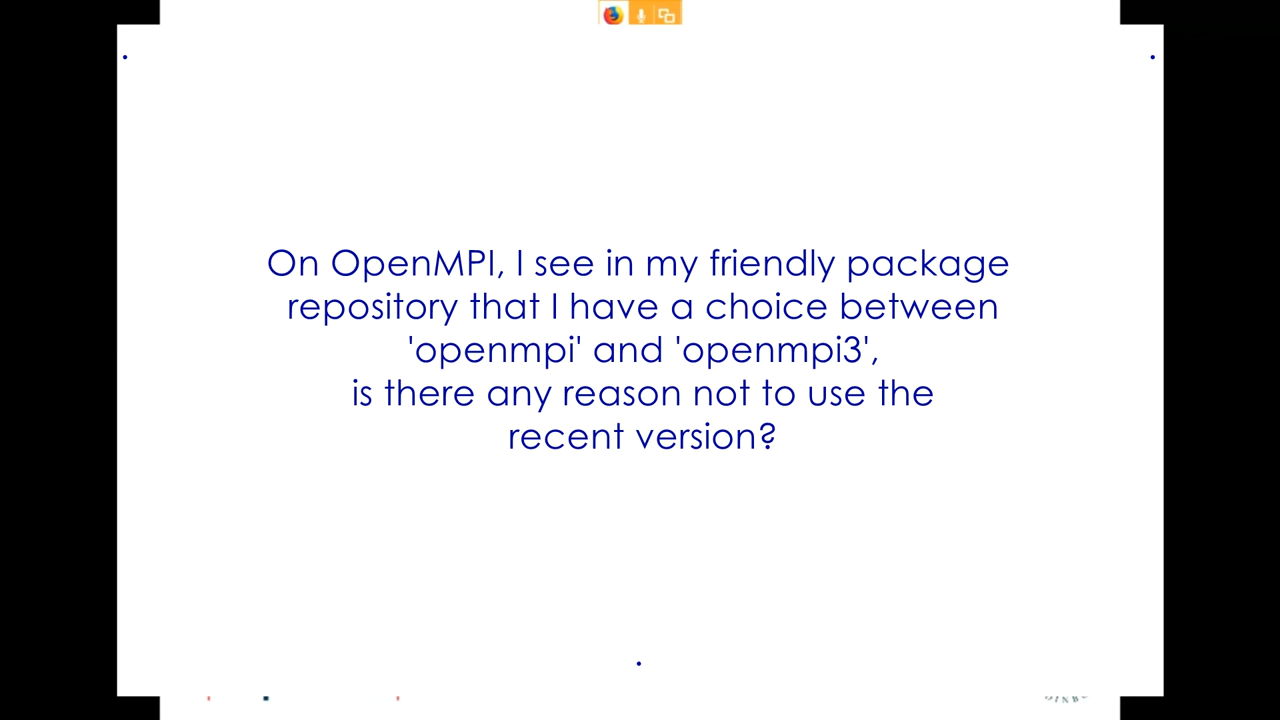 On OpenMPI, I see in my friendly package
repository that I have a choice between
'openmpi' and 'openmpi3',
is there any reason not to use the
recent version?